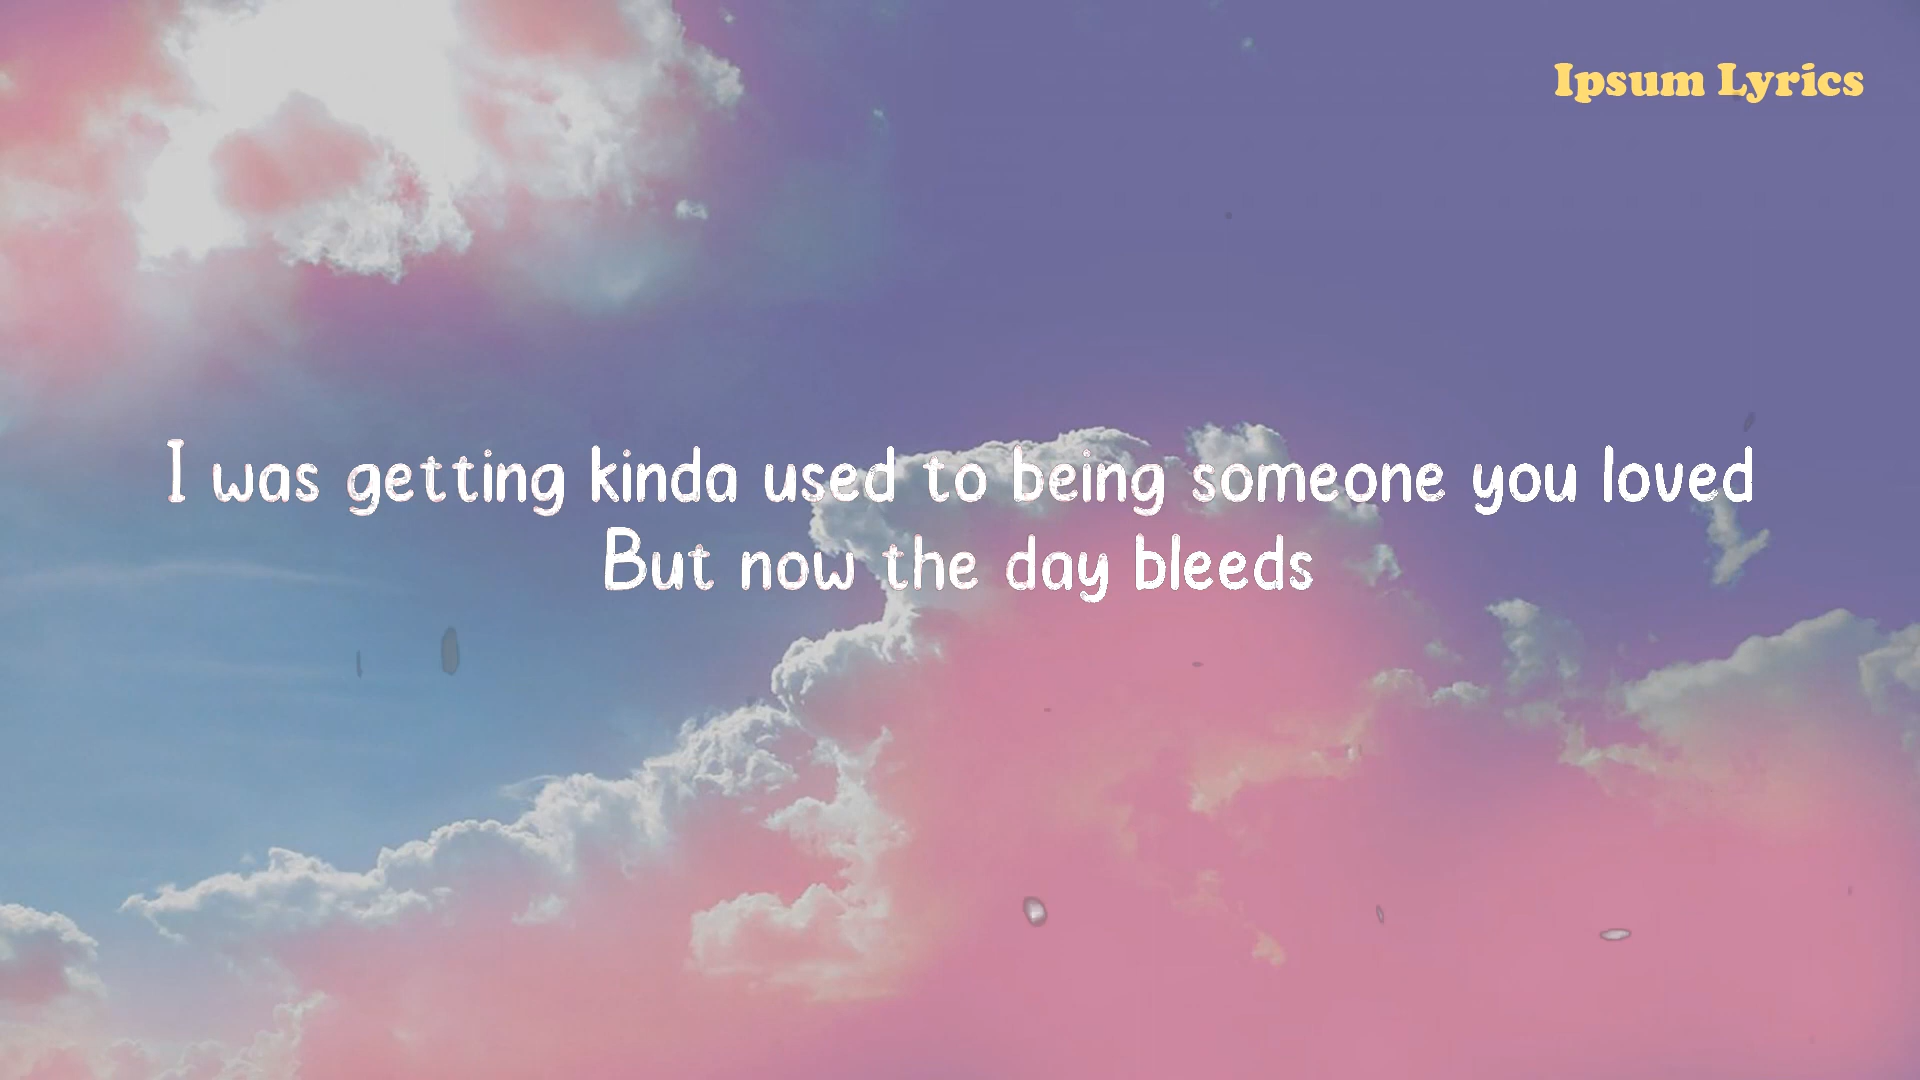 Ipsum Lyrics
I was getting kinda used to being someone you loved
But now the day bleeds